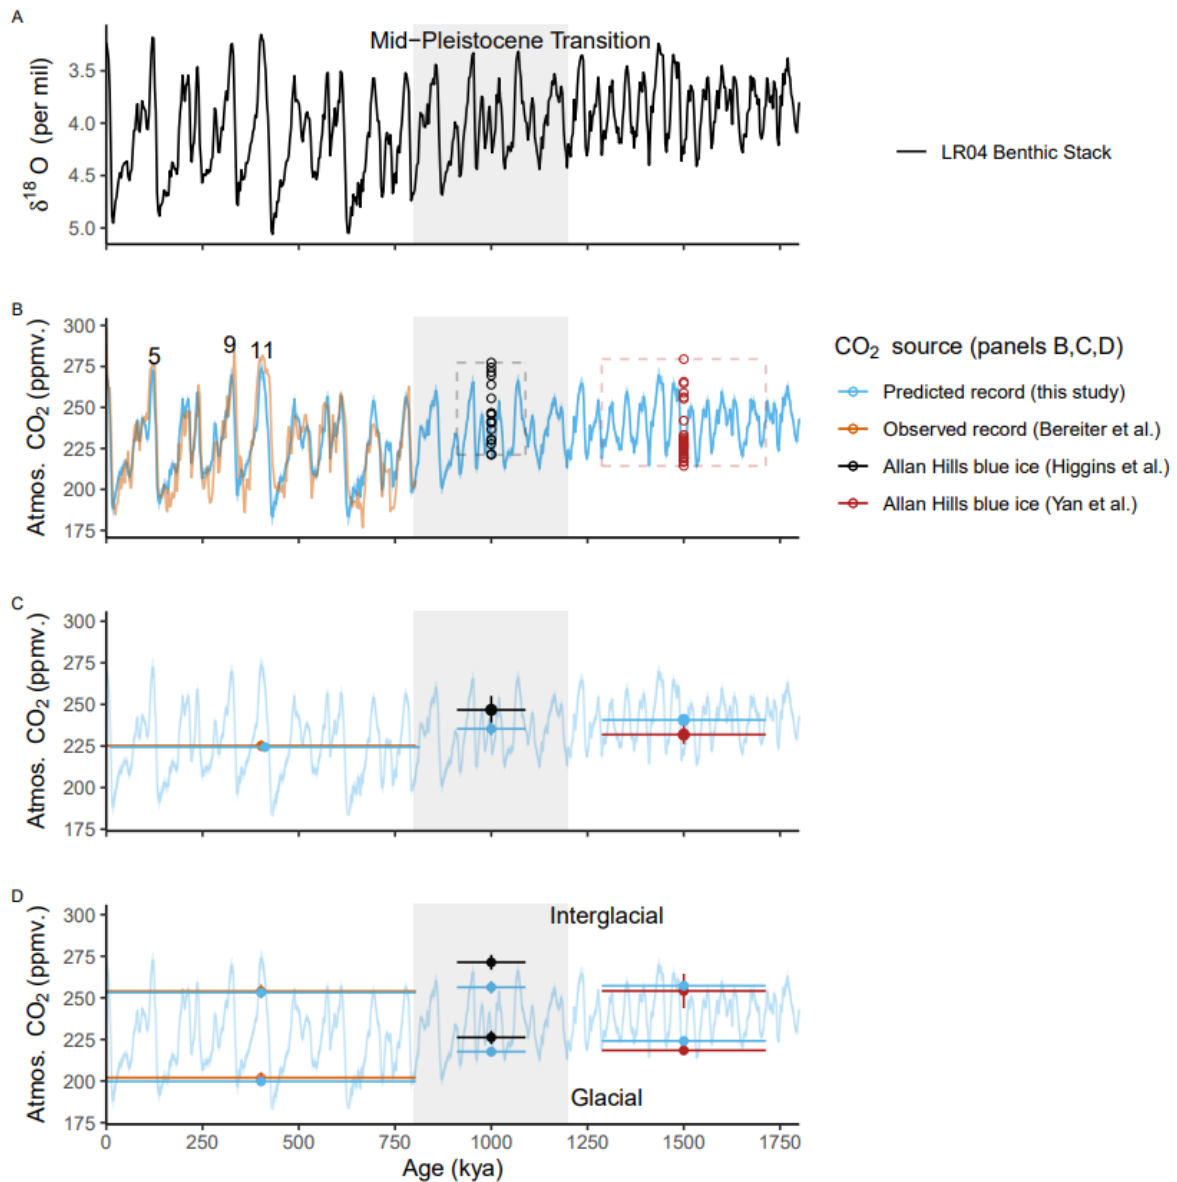 A
Mid−Pleistocene Transition
δ18 O (per mil)
3.5
4.0
4.5
5.0
LR04 Benthic Stack
B
Atmos. CO2 (ppmv.)
300
275
250
225
200
175
5
9
11
CO2 source (panels B,C,D)
Predicted record (this study)
Observed record (Bereiter et al.)
Allan Hills blue ice (Higgins et al.)
Allan Hills blue ice (Yan et al.)
C
Atmos. CO2 (ppmv.)
300
275
250
225
200
175
D
Atmos. CO2 (ppmv.)
300
275
250
225
200
175
Interglacial
Glacial
0 250 500 750 1000 1250 1500 1750
Age (kya)